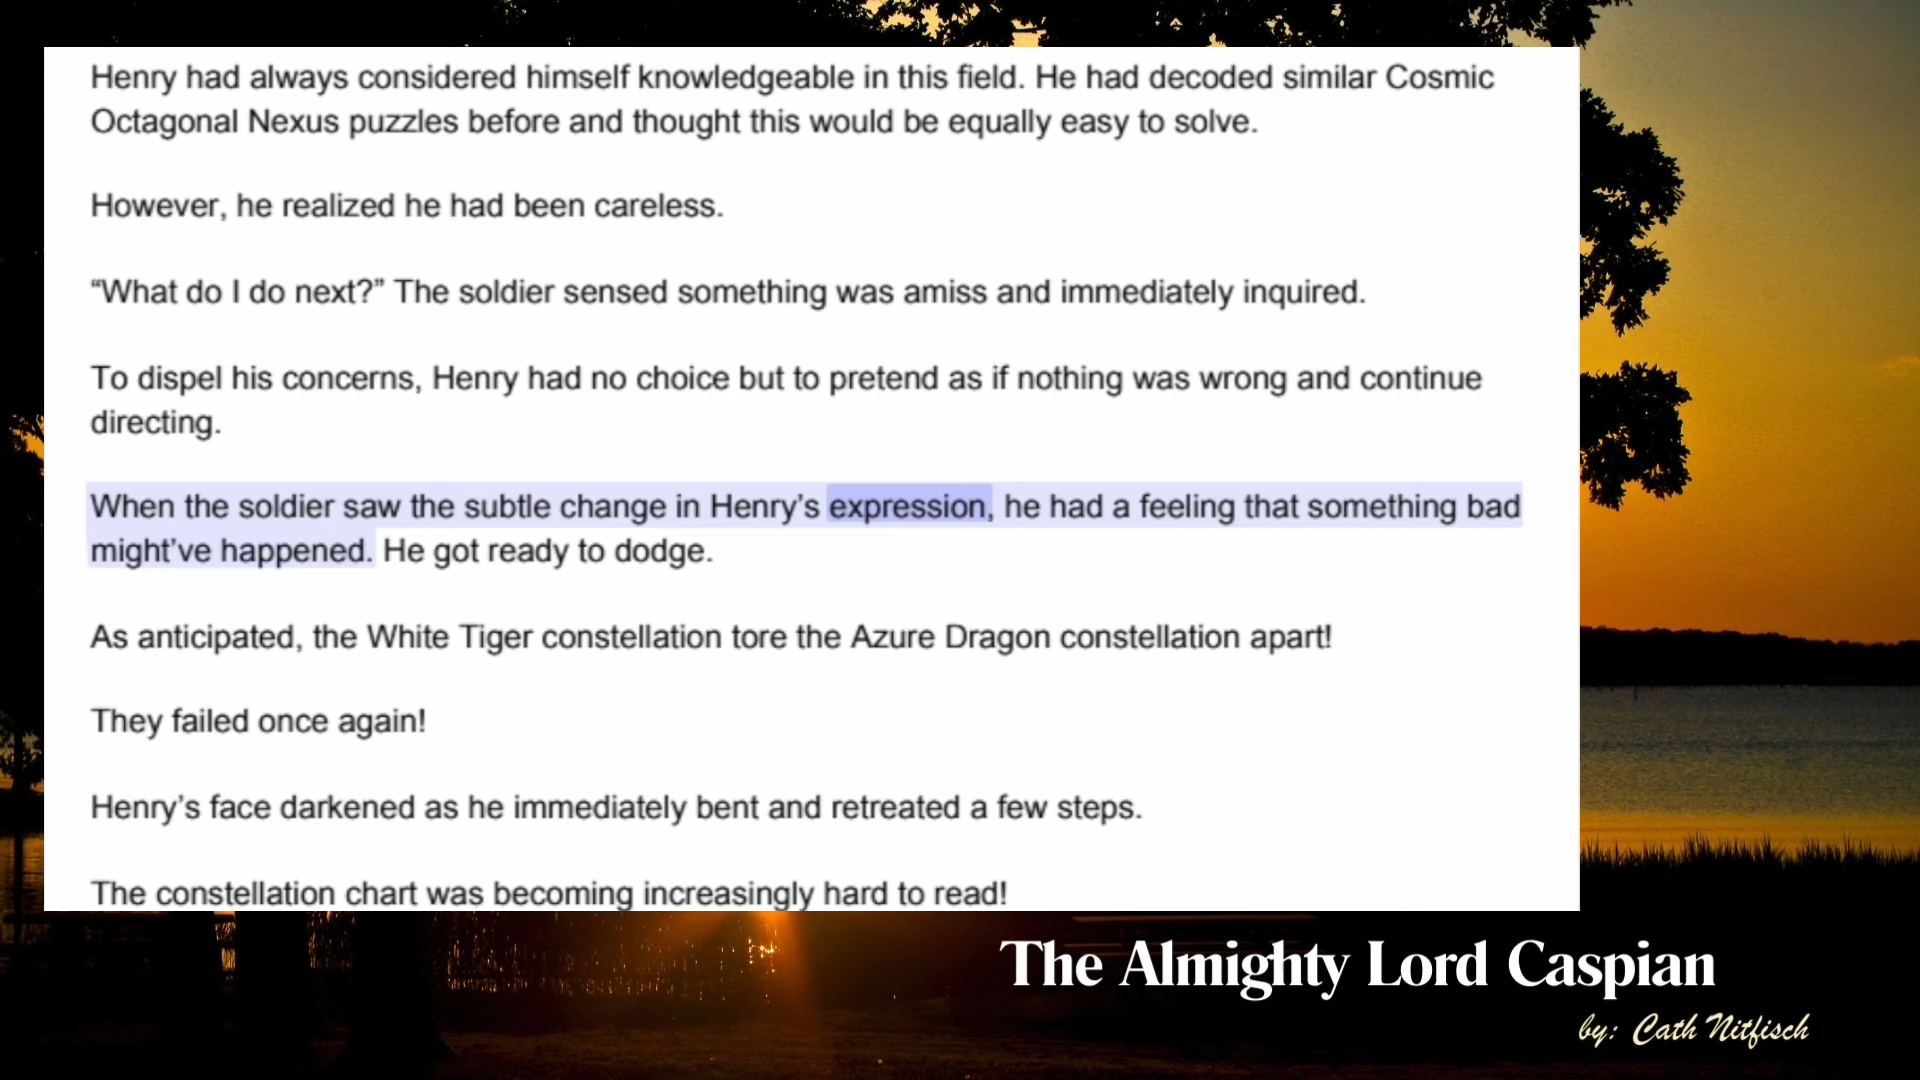 Henry had always considered himself knowledgeable in this field. He had decoded similar Cosmic
Octagonal Nexus puzzles before and thought this would be equally easy to solve.
However, he realized he had been careless.
“What do I do next?” The soldier sensed something was amiss and immediately inquired.
To dispel his concerns, Henry had no choice but to pretend as if nothing was wrong and continue
directing.
When the soldier saw the subtle change in Henry’s expression, he had a feeling that something bad
might’ve happened. He got ready to dodge.
As anticipated, the White Tiger constellation tore the Azure Dragon constellation apart!
They failed once again!
Henry’s face darkened as he immediately bent and retreated a few steps.
The constellation chart was becoming increasingly hard to read!
The Almighty Lord Caspian
by: Cath Nitfisch